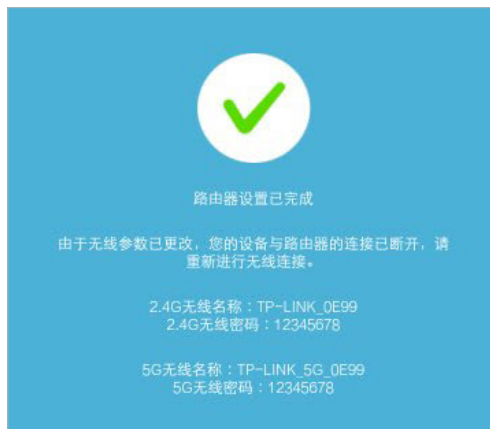 路由器设置已完成
由于无线参数已更改，您的设备与路由器的连接已断开，请
重新进行无线连接。
2.4G无线名称：TP-LINK_0E99
2.4G无线密码：12345678
5G无线名称：TP-LINK_5G_0E99
5G无线密码：12345678